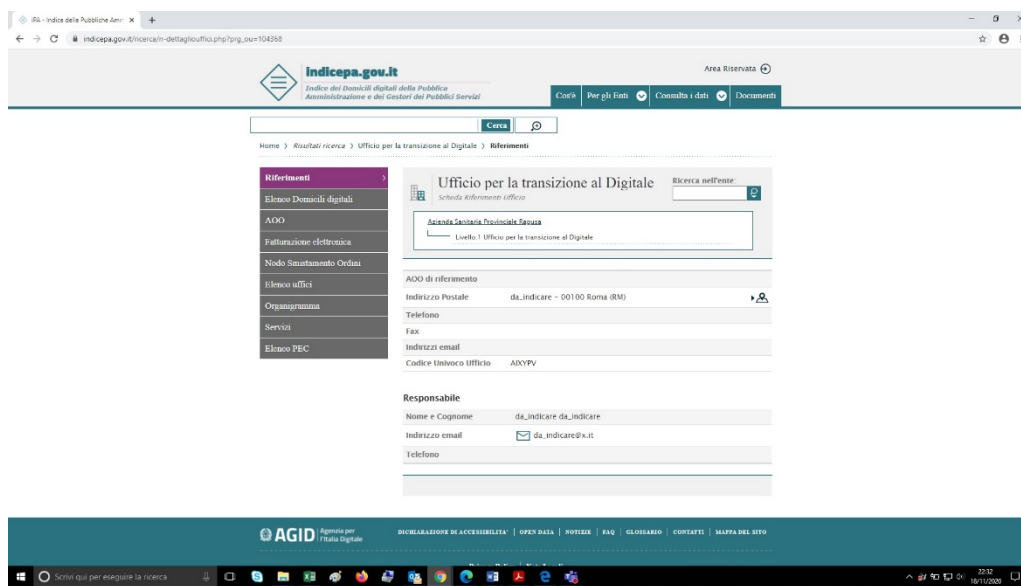 iPA - Indice delle Pubbliche Amm
indicepa.gov.it/ricerca/n-dettagliouffici.php?prg_ou=104368
indicepa.gov.it
Indice dei Domicili digitali della Pubblica
Amministrazione e dei Gestori dei Pubblici Servizi
Area Riservata
Cos'è
Per gli Enti
Consulta i dati
Documenti
Cerca
Home > Risultati ricerca > Ufficio per la transizione al Digitale > Riferimenti
Riferimenti
Elenco Domicili digitali
AOO
Fatturazione elettronica
Nodo Smistamento Ordini
Elenco uffici
Organigramma
Servizi
Elenco PEC
Ufficio per la transizione al Digitale
Scheda Riferimenti Ufficio
Ricerca nell'ente:
Azienda Sanitaria Provinciale Ragusa
Livello:1 Ufficio per la transizione al Digitale
AOO di riferimento
Indirizzo Postale da_indicare - 00100 Roma (RM)
Telefono
Fax
Indirizzi email
Codice Univoco Ufficio AIXYPV
Responsabile
Nome e Cognome da_indicare da_indicare
Indirizzo email da_indicare@x.it
Telefono
AGID Agenzia per
l'Italia Digitale
DICHIARAZIONE DI ACCESSIBILITA' | OPEN DATA | NOTIZIE | FAQ | GLOSSARIO | CONTATTI | MAPPA DEL SITO
Scrivi qui per eseguire la ricerca
22:32
18/11/2020